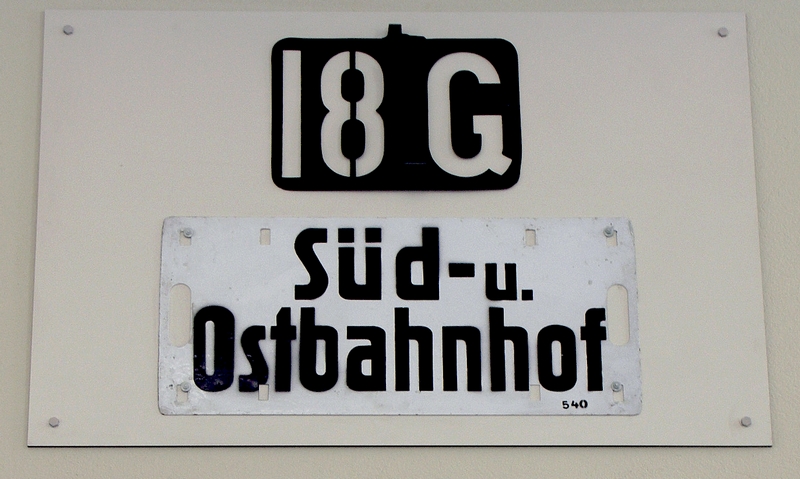 18 G
Süd- u.
Ostbahnhof
540